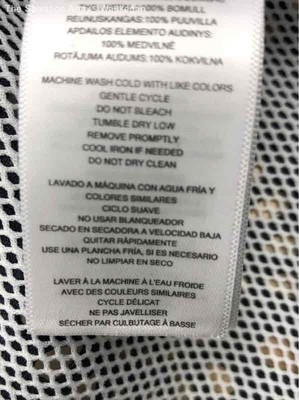 The S
100% BOMULL
REUNUSKANGAS:100% PUUVILLA
APDAILOS ELEMENTO AUDINYS:
100% MEDVILNĖ
ROTĀJUMA AUDUMS:100% KOKVILNA
MACHINE WASH COLD WITH LIKE COLORS
GENTLE CYCLE
DO NOT BLEACH
TUMBLE DRY LOW
REMOVE PROMPTLY
COOL IRON IF NEEDED
DO NOT DRY CLEAN
LAVADO A MÁQUINA CON AGUA FRÍA Y
COLORES SIMILARES
CICLO SUAVE
NO USAR BLANQUEADOR
SECADO EN SECADORA A VELOCIDAD BAJA
QUITAR RÁPIDAMENTE
USE UNA PLANCHA FRÍA, SI ES NECESARIO
NO LIMPIAR EN SECO
LAVER À LA MACHINE À L'EAU FROIDE
AVEC DES COULEURS SIMILAIRES
CYCLE DÉLICAT
NE PAS JAVELLISER
SÉCHER PAR CULBUTAGE À BASSE